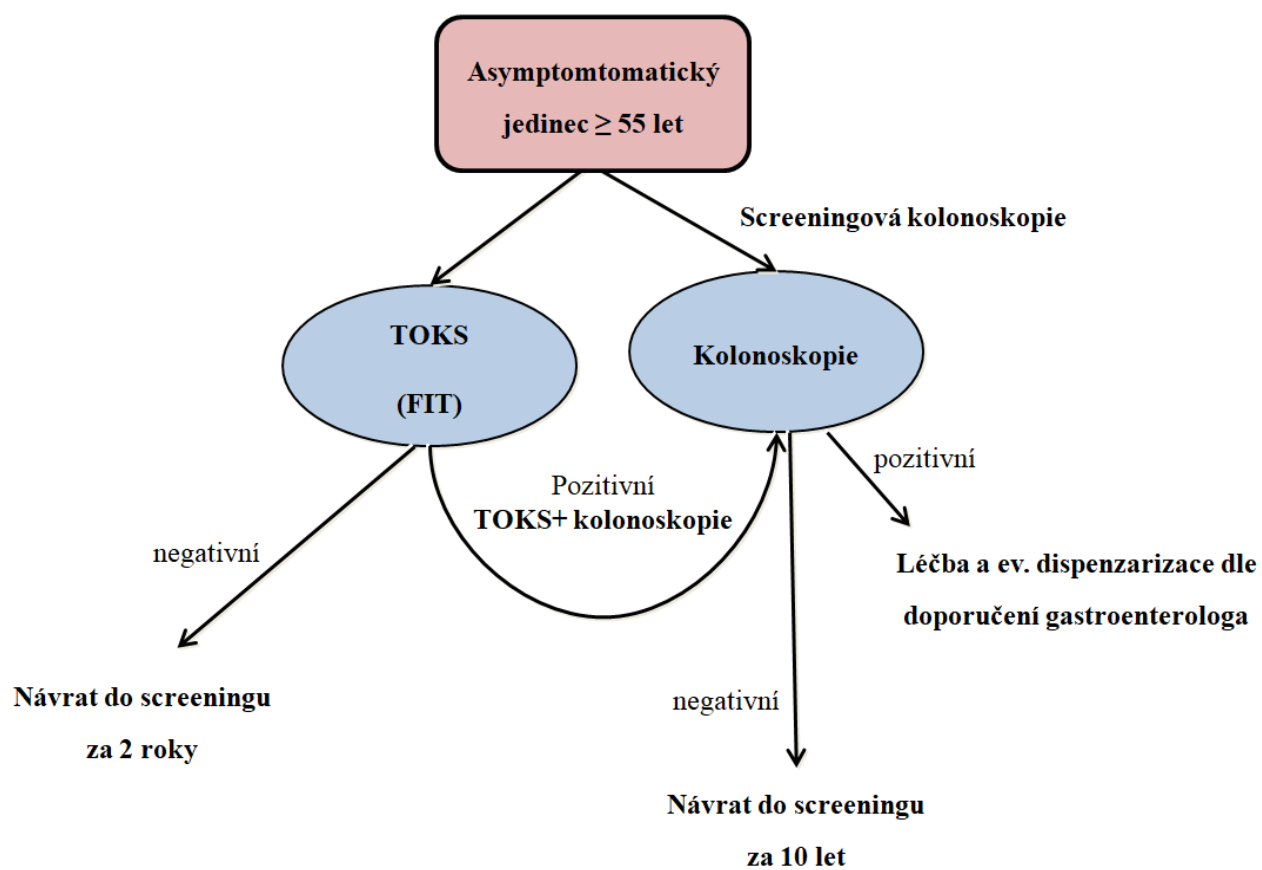 Asymptomtomatický
jedinec ≥ 55 let
Screeningová kolonoskopie
TOKS
(FIT)
Kolonoskopie
pozitivní
Pozitivní
TOKS+ kolonoskopie
negativní
Léčba a ev. dispenzarizace dle
doporučení gastroenterologa
Návrat do screeningu
za 2 roky
negativní
Návrat do screeningu
za 10 let